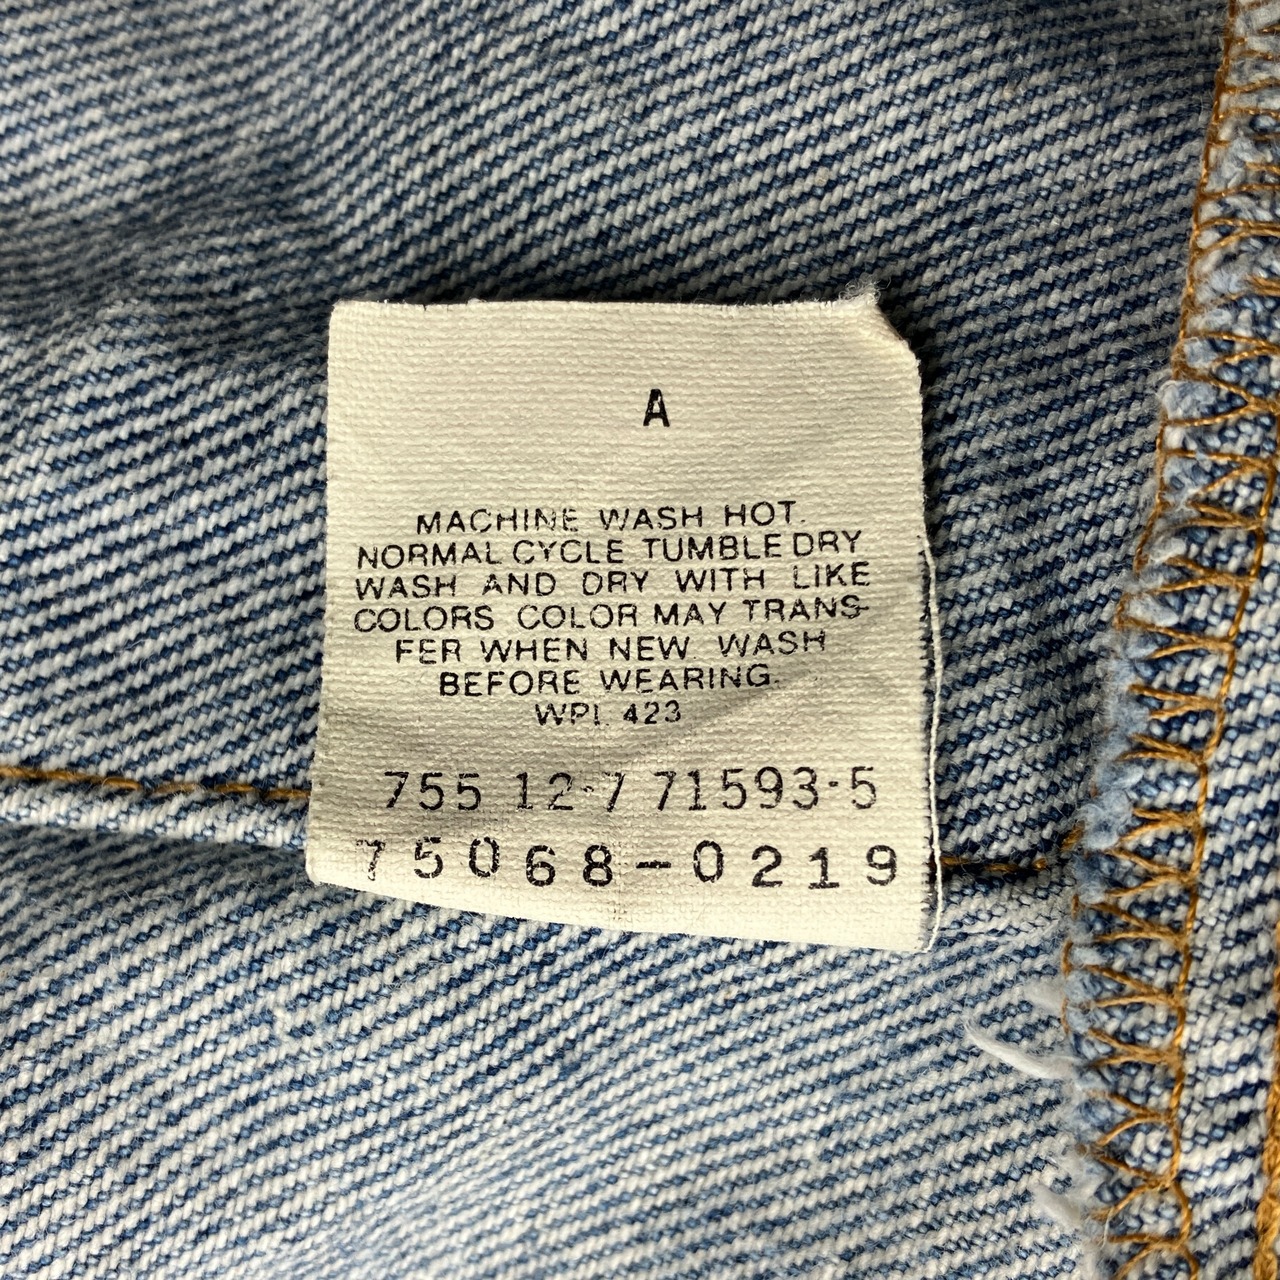 A
MACHINE WASH HOT.
NORMAL CYCLE TUMBLE DRY
WASH AND DRY WITH LIKE
COLORS COLOR MAY TRANS-
FER WHEN NEW WASH
BEFORE WEARING.
WPL 423
755 12-7 71593-5
75068-0219